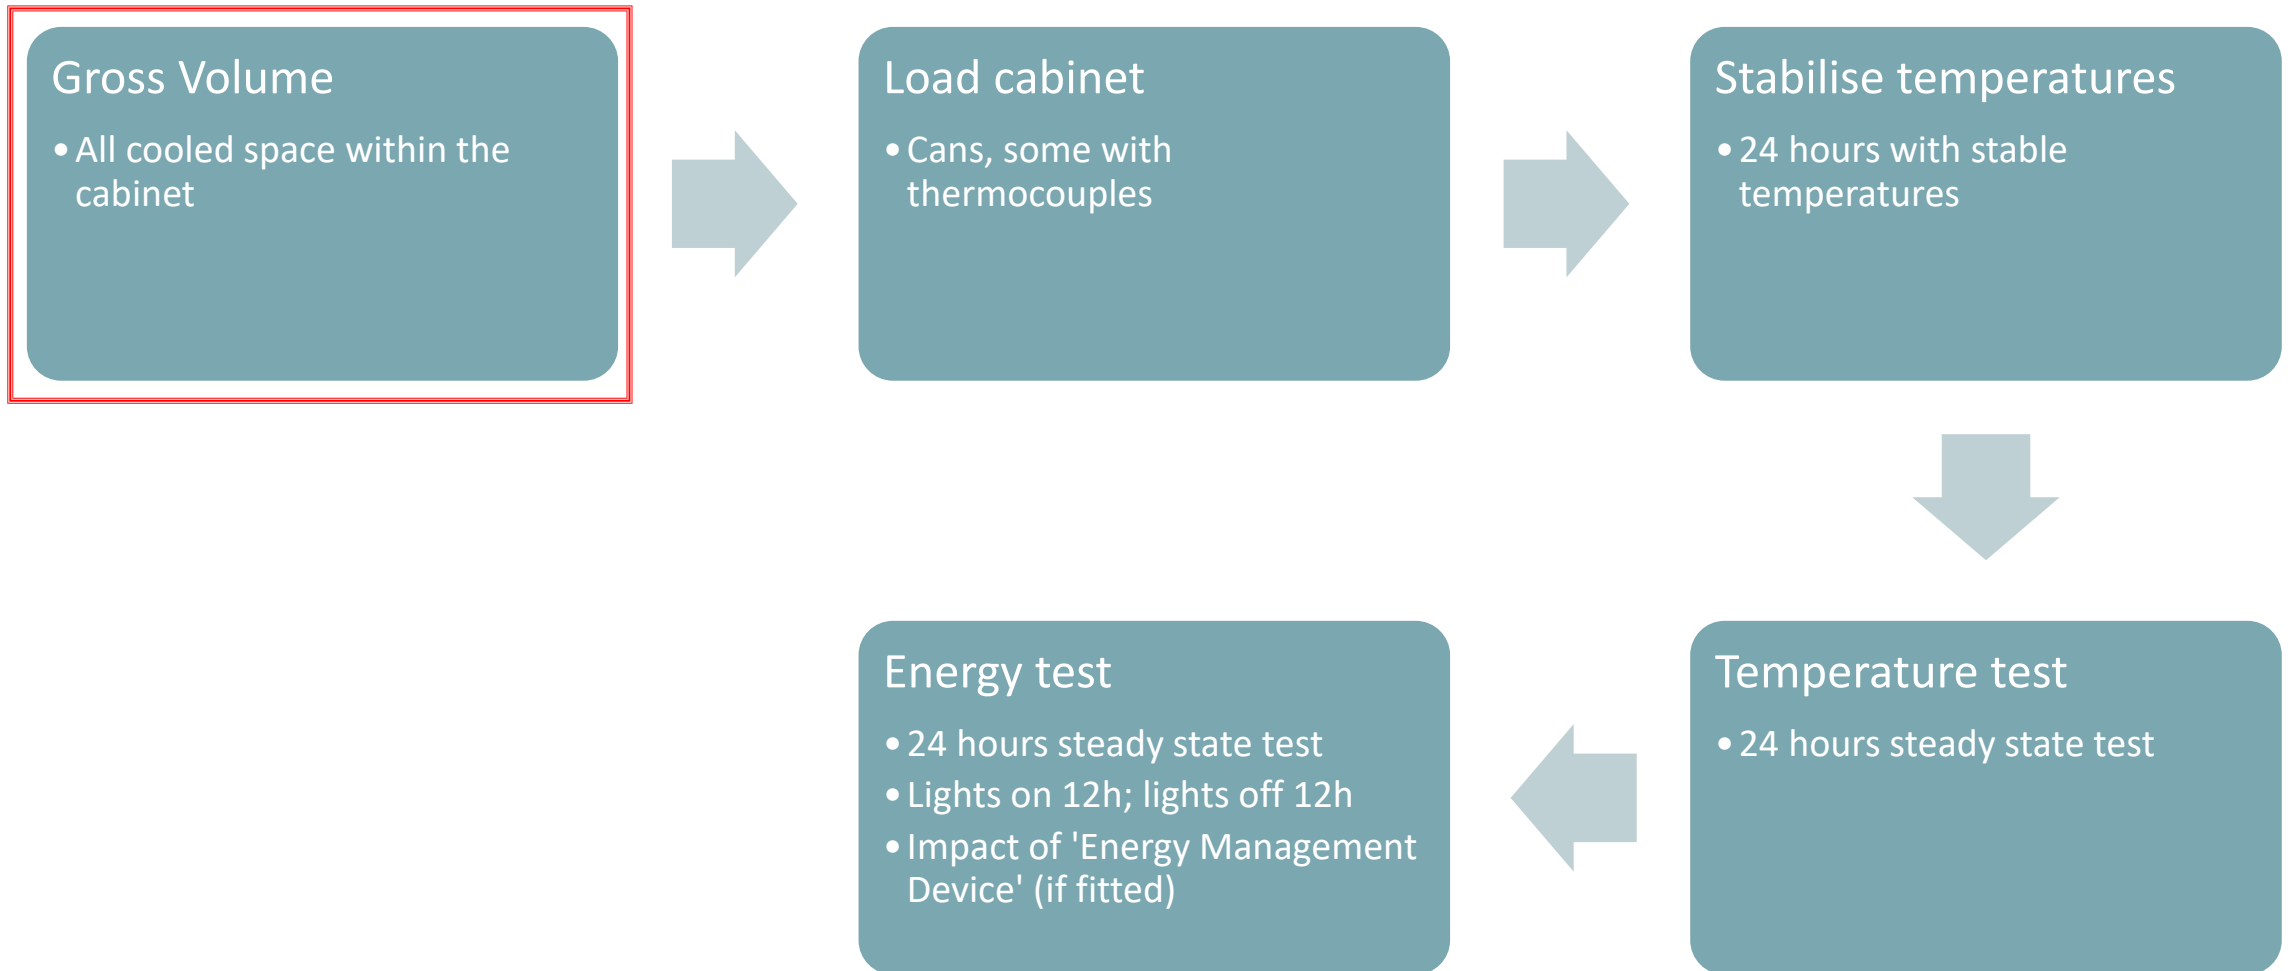 Gross Volume
• All cooled space within the
cabinet
Load cabinet
• Cans, some with
thermocouples
Stabilise temperatures
• 24 hours with stable
temperatures
Temperature test
• 24 hours steady state test
Energy test
• 24 hours steady state test
• Lights on 12h; lights off 12h
• Impact of 'Energy Management
Device' (if fitted)